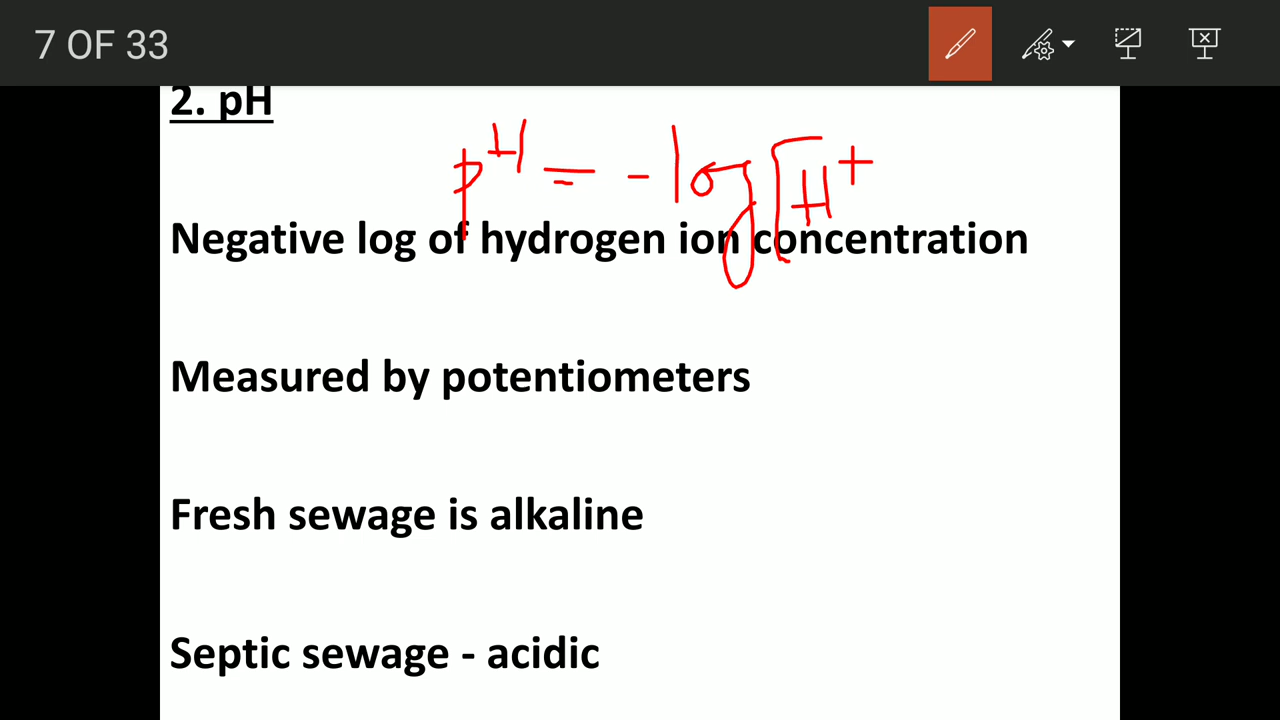 7 OF 33
2. pH
pH = -log[H+
Negative log of hydrogen ion concentration
Measured by potentiometers
Fresh sewage is alkaline
Septic sewage - acidic